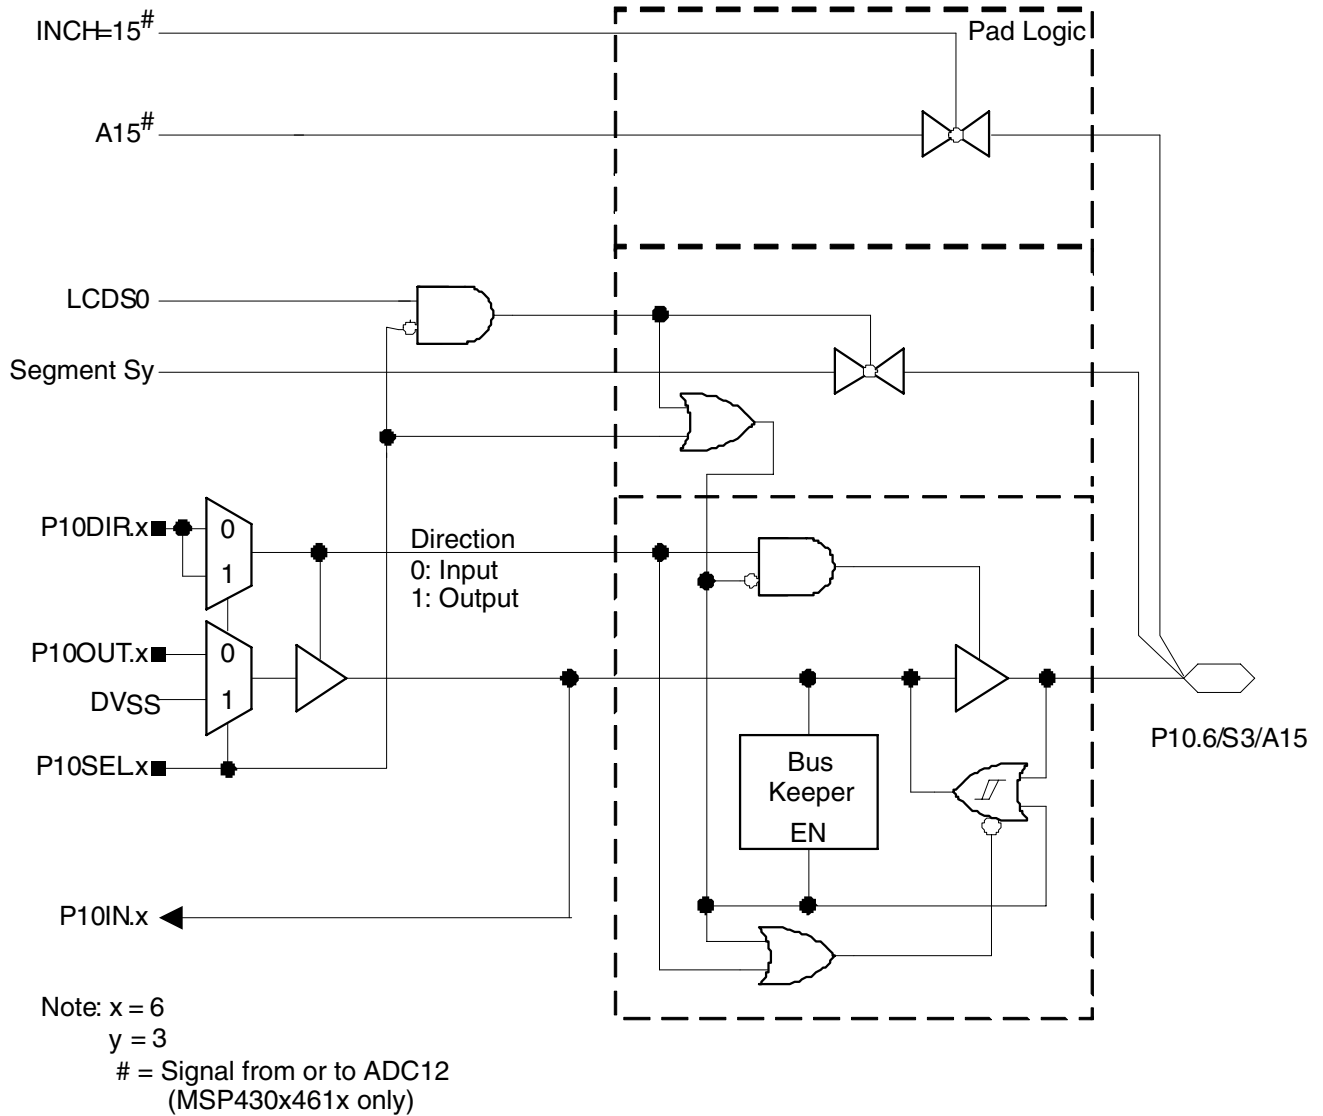 INCH=15#
Pad Logic
A15#
LCDS0
Segment Sy
P10DIR.x
0
1
Direction
0: Input
1: Output
P10OUT.x
0
DVSS
1
P10SEL.x
P10.6/S3/A15
Bus
Keeper
EN
P10IN.x
Note: x = 6
y = 3
# = Signal from or to ADC12
(MSP430x461x only)